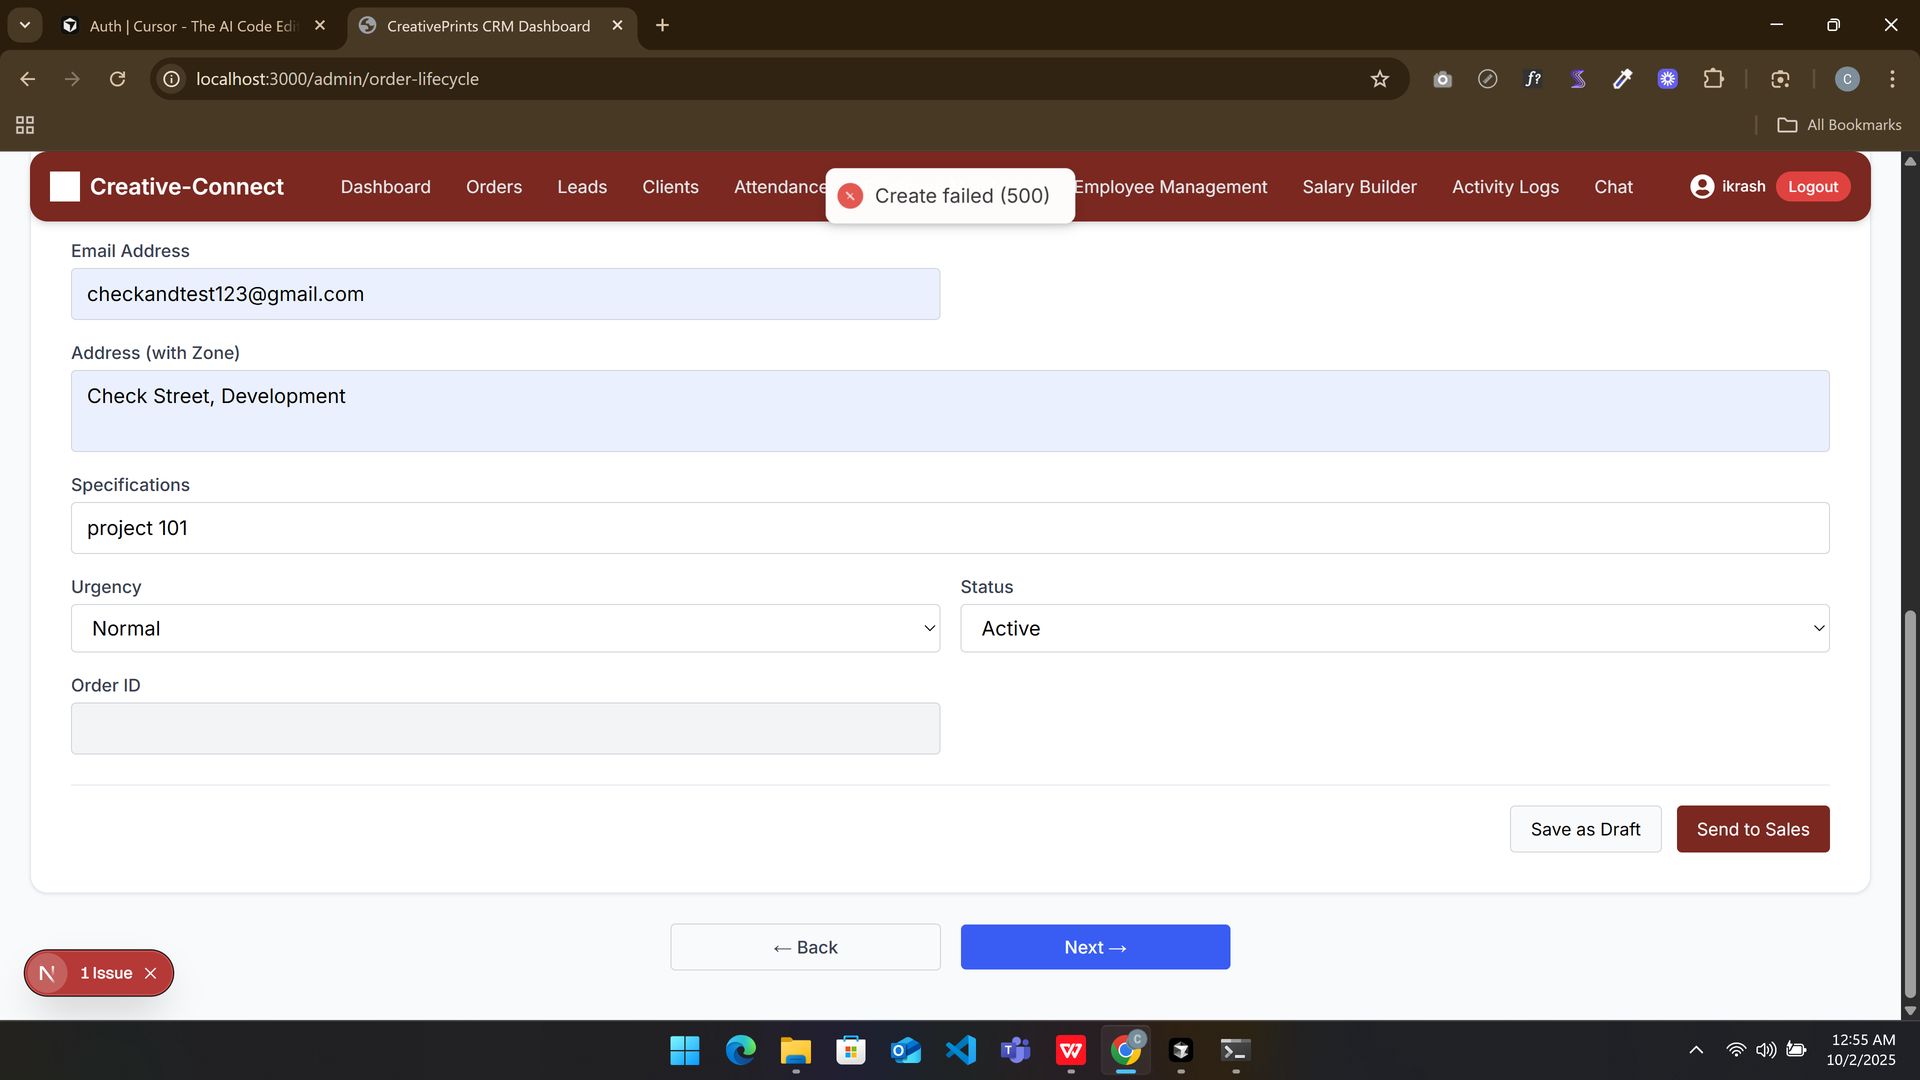 Auth | Cursor - The AI Code Edi
CreativePrints CRM Dashboard
localhost:3000/admin/order-lifecycle
f?
C
All Bookmarks
Creative-Connect
Dashboard
Orders
Leads
Clients
Attendance
Create failed (500)
Employee Management
Salary Builder
Activity Logs
Chat
ikrash
Logout
Email Address
checkandtest123@gmail.com
Address (with Zone)
Check Street, Development
Specifications
project 101
Urgency
Status
Normal
Active
Order ID
Save as Draft
Send to Sales
← Back
Next →
N
1 Issue
12:55 AM
10/2/2025